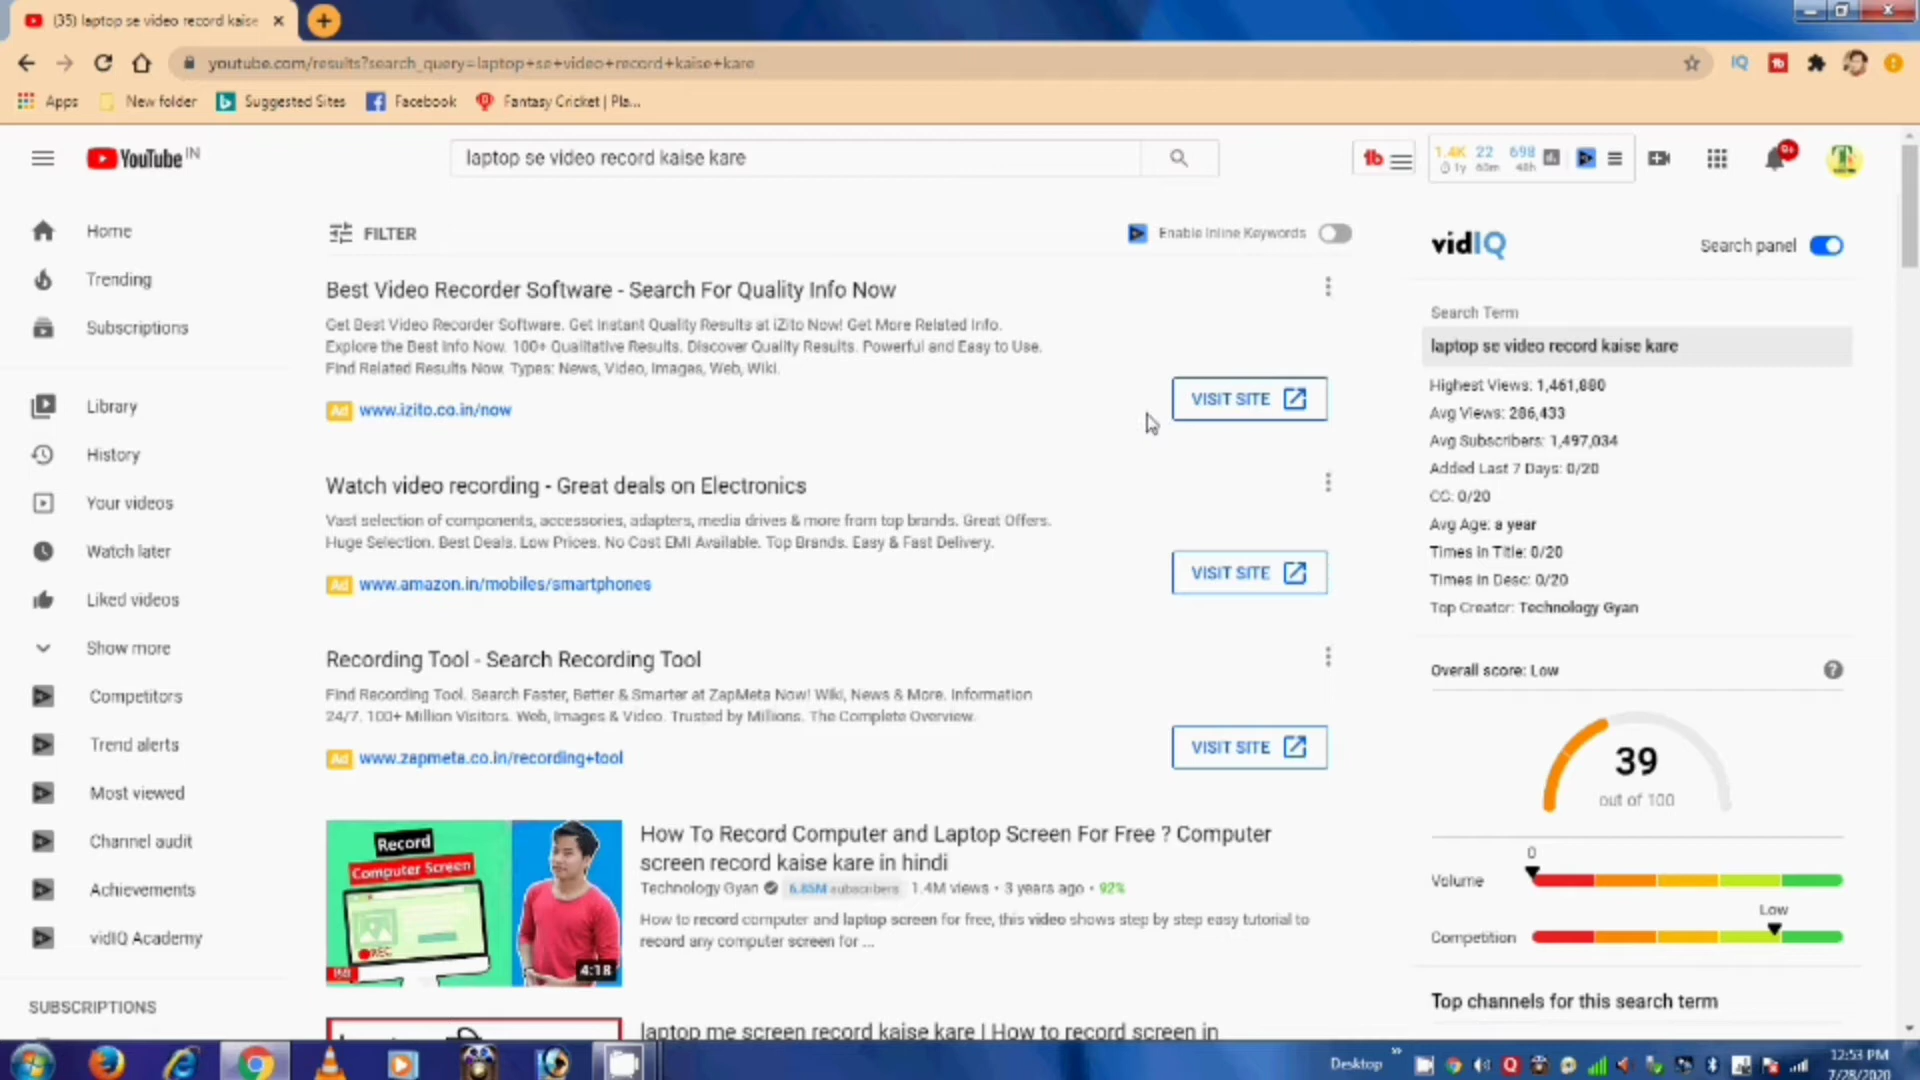 (35) laptop se video record kaise
youtube.com/results?search_query=laptop+se+video+record+kaise+kare
Apps
New folder
Suggested Sites
Facebook
Fantasy Cricket | Pla...
YouTube IN
laptop se video record kaise kare
1.4K 22 698
1y 60m 48h
9+
Home
Trending
Subscriptions
Library
History
Your videos
Watch later
Liked videos
Show more
Competitors
Trend alerts
Most viewed
Channel audit
Achievements
vidIQ Academy
SUBSCRIPTIONS
FILTER
Enable Inline Keywords
Best Video Recorder Software - Search For Quality Info Now
Get Best Video Recorder Software. Get Instant Quality Results at iZito Now! Get More Related Info.
Explore the Best Info Now. 100+ Qualitative Results. Discover Quality Results. Powerful and Easy to Use.
Find Related Results Now. Types: News, Video, Images, Web, Wiki.
Ad www.izito.co.in/now
VISIT SITE
Watch video recording - Great deals on Electronics
Vast selection of components, accessories, adapters, media drives & more from top brands. Great Offers.
Huge Selection. Best Deals. Low Prices. No Cost EMI Available. Top Brands. Easy & Fast Delivery.
Ad www.amazon.in/mobiles/smartphones
VISIT SITE
Recording Tool - Search Recording Tool
Find Recording Tool. Search Faster, Better & Smarter at ZapMeta Now! Wiki, News & More. Information
24/7. 100+ Million Visitors. Web, Images & Video. Trusted by Millions. The Complete Overview.
Ad www.zapmeta.co.in/recording+tool
VISIT SITE
Record
Computer Screen
REC
4:18
How To Record Computer and Laptop Screen For Free ? Computer
screen record kaise kare in hindi
Technology Gyan 6.85M subscribers 1.4M views • 3 years ago • 92%
How to record computer and laptop screen for free, this video shows step by step easy tutorial to
record any computer screen for ...
laptop me screen record kaise kare | How to record screen in
vidIQ
Search panel
Search Term
laptop se video record kaise kare
Highest Views: 1,461,880
Avg Views: 286,433
Avg Subscribers: 1,497,034
Added Last 7 Days: 0/20
CC: 0/20
Avg Age: a year
Times in Title: 0/20
Times in Desc: 0/20
Top Creator: Technology Gyan
Overall score: Low
39
out of 100
0
Volume
Low
Competition
Top channels for this search term
Desktop
12:53 PM
7/28/2020